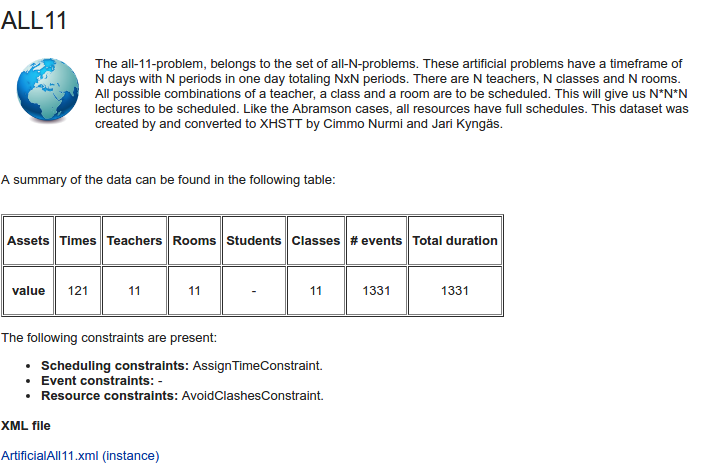 ALL11
The all-11-problem, belongs to the set of all-N-problems. These artificial problems have a timeframe of
N days with N periods in one day totaling NxN periods. There are N teachers, N classes and N rooms.
All possible combinations of a teacher, a class and a room are to be scheduled. This will give us N*N*N
lectures to be scheduled. Like the Abramson cases, all resources have full schedules. This dataset was
created by and converted to XHSTT by Cimmo Nurmi and Jari Kyngäs.
A summary of the data can be found in the following table:
Assets Times Teachers Rooms Students Classes # events Total duration
value 121 11 11 - 11 1331 1331
The following constraints are present:
• Scheduling constraints: AssignTimeConstraint.
• Event constraints: -
• Resource constraints: AvoidClashesConstraint.
XML file
ArtificialAll11.xml (instance)